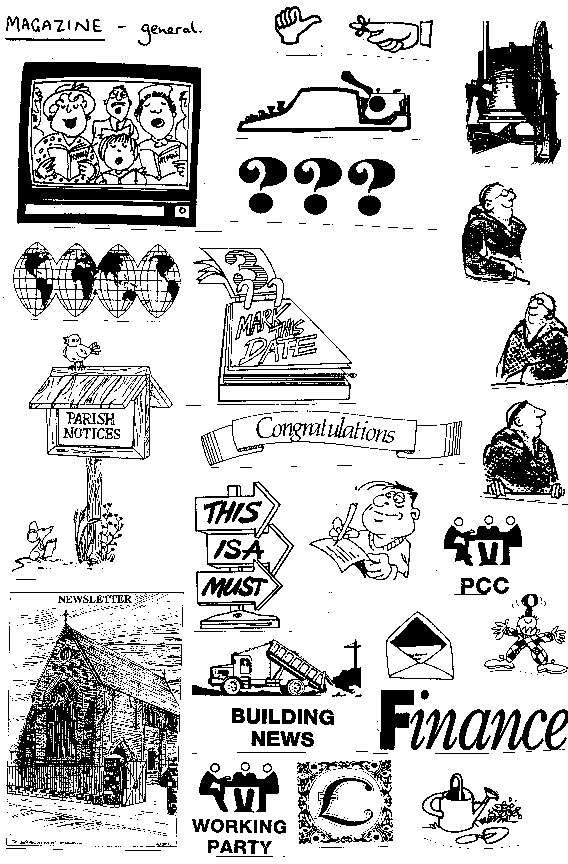 MAGAZINE - general.
???
MARK THIS
DATE
PARISH
NOTICES
Congratulations
THIS
IS A
MUST
PCC
NEWSLETTER
BUILDING
NEWS
Finance
WORKING
PARTY
£